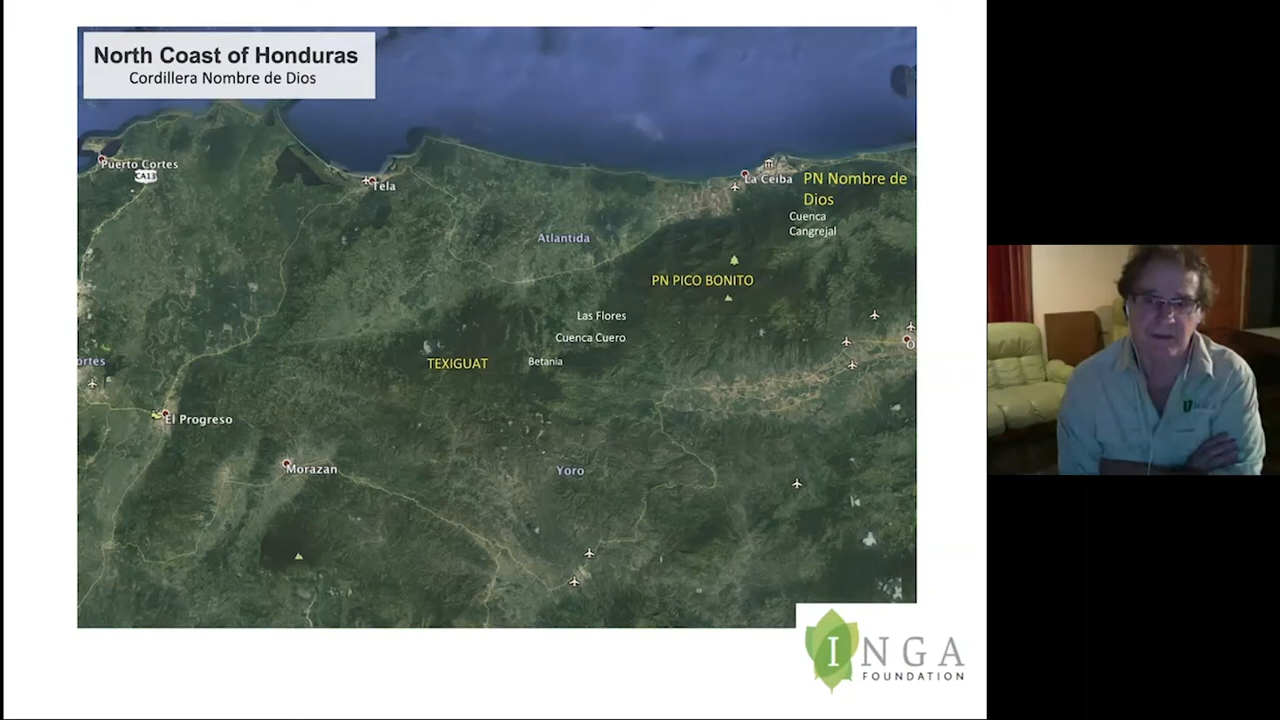 North Coast of Honduras
Cordillera Nombre de Dios
Puerto Cortes
CA13
Tela
La Ceiba
PN Nombre de
Dios
Cuenca
Cangrejal
Atlantida
PN PICO BONITO
Las Flores
Cuenca Cuero
Betania
TEXIGUAT
ortes
O
El Progreso
Morazan
Yoro
INGA
FOUNDATION